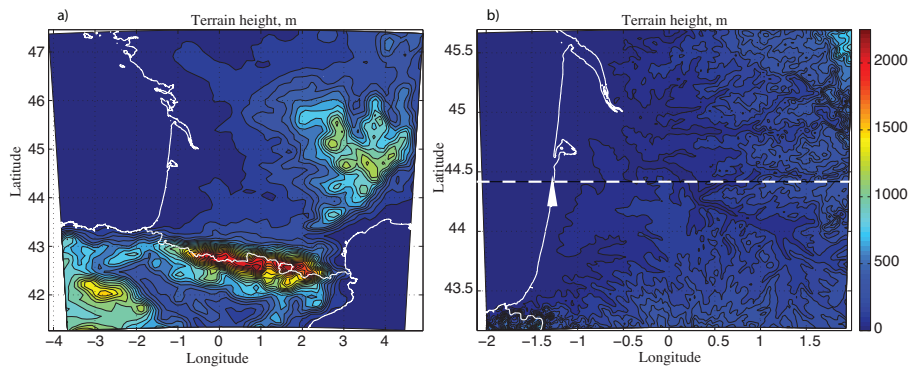 a)
Terrain height, m
47
46
45
44
43
42
Latitude
−4 −3 −2 −1 0 1 2 3 4
Longitude
b)
Terrain height, m
45.5
45
44.5
44
43.5
Latitude
−2 −1.5 −1 −0.5 0 0.5 1 1.5
Longitude
2000
1500
1000
500
0